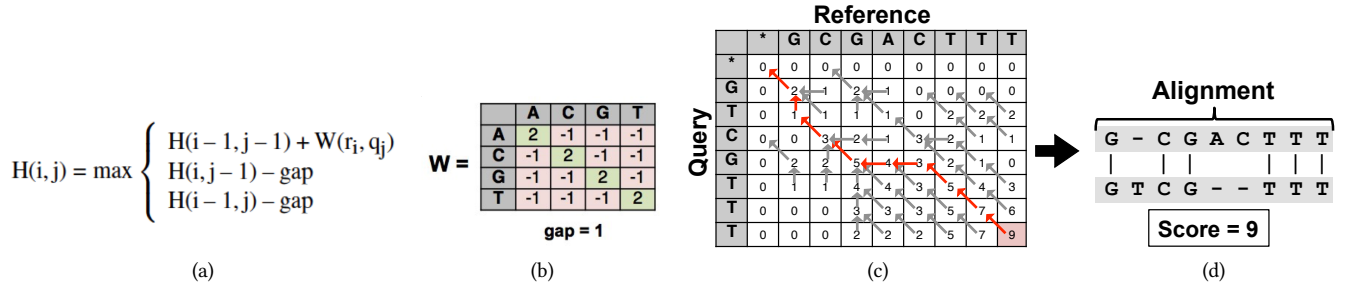 H(i, j) = max
H(i − 1, j − 1) + W(rᵢ, qⱼ)
H(i, j − 1) − gap
H(i − 1, j) − gap
(a)
W =
A C G T
A 2 -1 -1 -1
C -1 2 -1 -1
G -1 -1 2 -1
T -1 -1 -1 2
gap = 1
(b)
Reference
Query
* G C G A C T T T
* 0 0 0 0 0 0 0 0 0
G 0 2 1 2 1 0 0 0 0
T 0 1 1 1 1 0 2 2 2
C 0 0 3 2 1 3 2 1 1
G 0 2 2 5 4 3 2 1 0
T 0 1 1 4 4 3 5 4 3
T 0 0 0 3 3 3 5 7 6
T 0 0 0 2 2 2 5 7 9
(c)
Alignment
G - C G A C T T T
| | | | | |
G T C G - - T T T
Score = 9
(d)